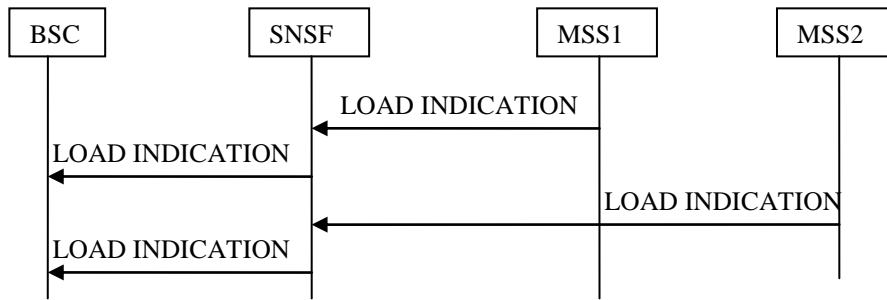 BSC
SNSF
MSS1
MSS2
LOAD INDICATION
LOAD INDICATION
LOAD INDICATION
LOAD INDICATION